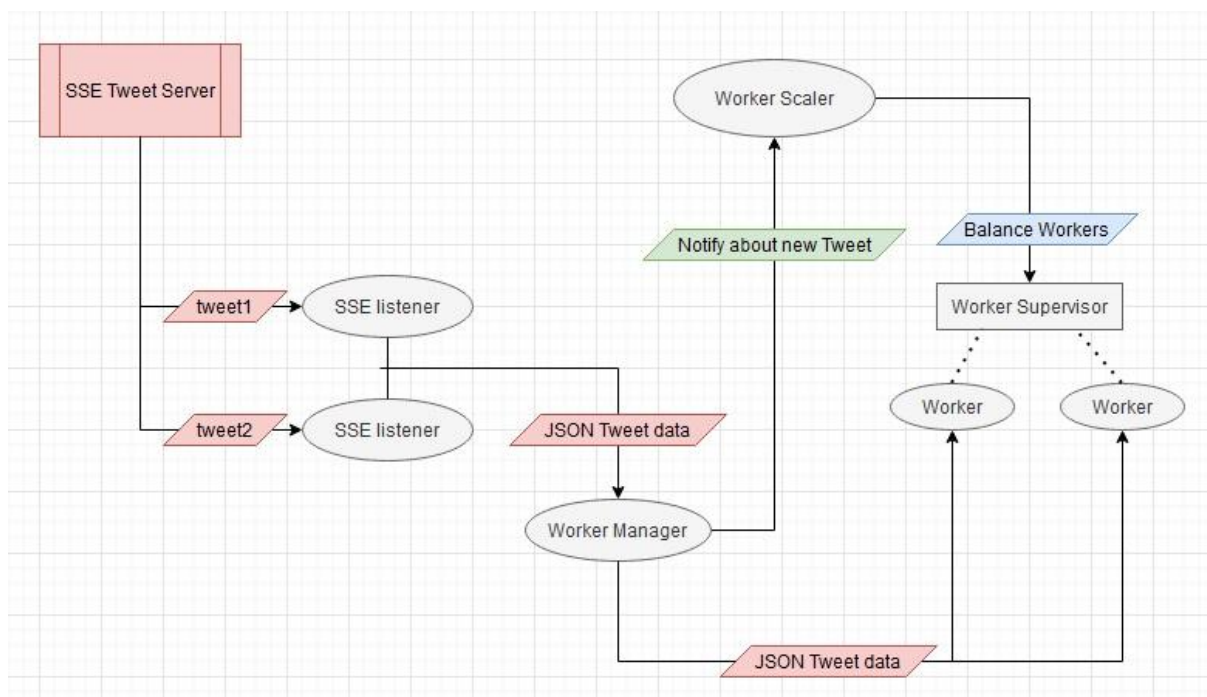 SSE Tweet Server
Worker Scaler
Notify about new Tweet
Balance Workers
tweet1
SSE listener
Worker Supervisor
tweet2
SSE listener
JSON Tweet data
Worker
Worker
Worker Manager
JSON Tweet data